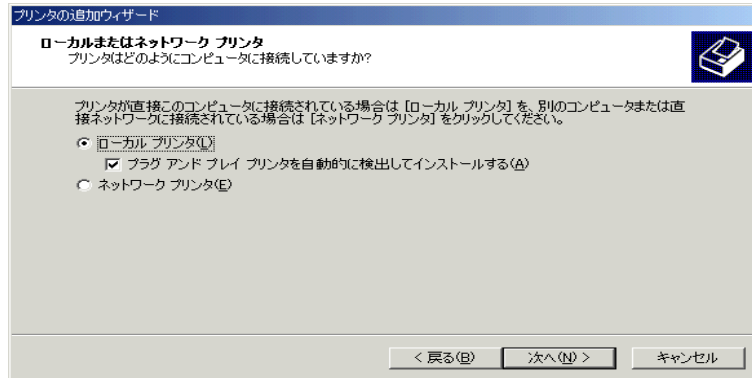 プリンタの追加ウィザード
ローカルまたはネットワーク プリンタ
プリンタはどのようにコンピュータに接続していますか?
プリンタが直接このコンピュータに接続されている場合は [ローカル プリンタ] を、別のコンピュータまたは直
接ネットワークに接続されている場合は [ネットワーク プリンタ] をクリックしてください。
ローカル プリンタ(L)
プラグ アンド プレイ プリンタを自動的に検出してインストールする(A)
ネットワーク プリンタ(E)
< 戻る(B) 次へ(N) > キャンセル